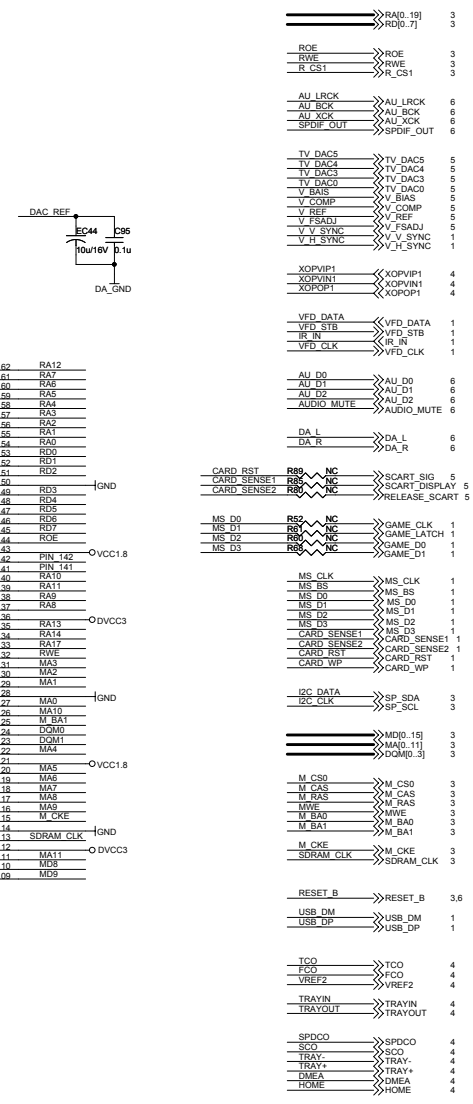 RA[0..19] 3
RD[0..7] 3
ROE ROE 3
RWE RWE 3
R_CS1 R_CS1 3
AU_LRCK AU_LRCK 6
AU_BCK AU_BCK 6
AU_XCK AU_XCK 6
SPDIF_OUT SPDIF_OUT 6
TV_DAC5 TV_DAC5 5
TV_DAC4 TV_DAC4 5
TV_DAC3 TV_DAC3 5
TV_DAC0 TV_DAC0 5
V_BAIS V_BIAS 5
V_COMP V_COMP 5
V_REF V_REF 5
V_FSADJ V_FSADJ 5
V_V_SYNC V_V_SYNC 1
V_H_SYNC V_H_SYNC 1
DAC_REF
EC44 C95
10u/16V 0.1u
DA_GND
XOPVIP1 XOPVIP1 4
XOPVIN1 XOPVIN1 4
XOPOP1 XOPOP1 4
VFD_DATA VFD_DATA 1
VFD_STB VFD_STB 1
IR_IN IR_IN 1
VFD_CLK VFD_CLK 1
AU_D0 AU_D0 6
AU_D1 AU_D1 6
AU_D2 AU_D2 6
AUDIO_MUTE AUDIO_MUTE 6
DA_L DA_L 6
DA_R DA_R 6
CARD_RST R89 NC SCART_SIG 5
CARD_SENSE1 R85 NC SCART_DISPLAY 5
CARD_SENSE2 R80 NC RELEASE_SCART 5
MS_D0 R52 NC GAME_CLK 1
MS_D1 R61 NC GAME_LATCH 1
MS_D2 R60 NC GAME_D0 1
MS_D3 R68 NC GAME_D1 1
62 RA12
61 RA7
60 RA6
59 RA5
58 RA4
57 RA3
56 RA2
55 RA1
54 RA0
53 RD0
52 RD1
51 RD2
50 GND
49 RD3
48 RD4
47 RD5
46 RD6
45 RD7
44 ROE
43 VCC1.8
42 PIN_142
41 PIN_141
40 RA10
39 RA11
38 RA9
37 RA8
36 DVCC3
35 RA13
34 RA14
33 RA17
32 RWE
31 MA3
30 MA2
29 MA1
28 GND
27 MA0
26 MA10
25 M_BA1
24 DQM0
23 DQM1
22 MA4
21 VCC1.8
20 MA5
19 MA6
18 MA7
17 MA8
16 MA9
15 M_CKE
14 GND
13 SDRAM_CLK
12 DVCC3
11 MA11
10 MD8
09 MD9
MS_CLK MS_CLK 1
MS_BS MS_BS 1
MS_D0 MS_D0 1
MS_D1 MS_D1 1
MS_D2 MS_D2 1
MS_D3 MS_D3 1
CARD_SENSE1 CARD_SENSE1 1
CARD_SENSE2 CARD_SENSE2 1
CARD_RST CARD_RST 1
CARD_WP CARD_WP 1
I2C_DATA SP_SDA 3
I2C_CLK SP_SCL 3
MD[0..15] 3
MA[0..11] 3
DQM[0..3] 3
M_CS0 M_CS0 3
M_CAS M_CAS 3
M_RAS M_RAS 3
MWE MWE 3
M_BA0 M_BA0 3
M_BA1 M_BA1 3
M_CKE M_CKE 3
SDRAM_CLK SDRAM_CLK 3
RESET_B RESET_B 3,6
USB_DM USB_DM 1
USB_DP USB_DP 1
TCO TCO 4
FCO FCO 4
VREF2 VREF2 4
TRAYIN TRAYIN 4
TRAYOUT TRAYOUT 4
SPDCO SPDCO 4
SCO SCO 4
TRAY- TRAY- 4
TRAY+ TRAY+ 4
DMEA DMEA 4
HOME HOME 4